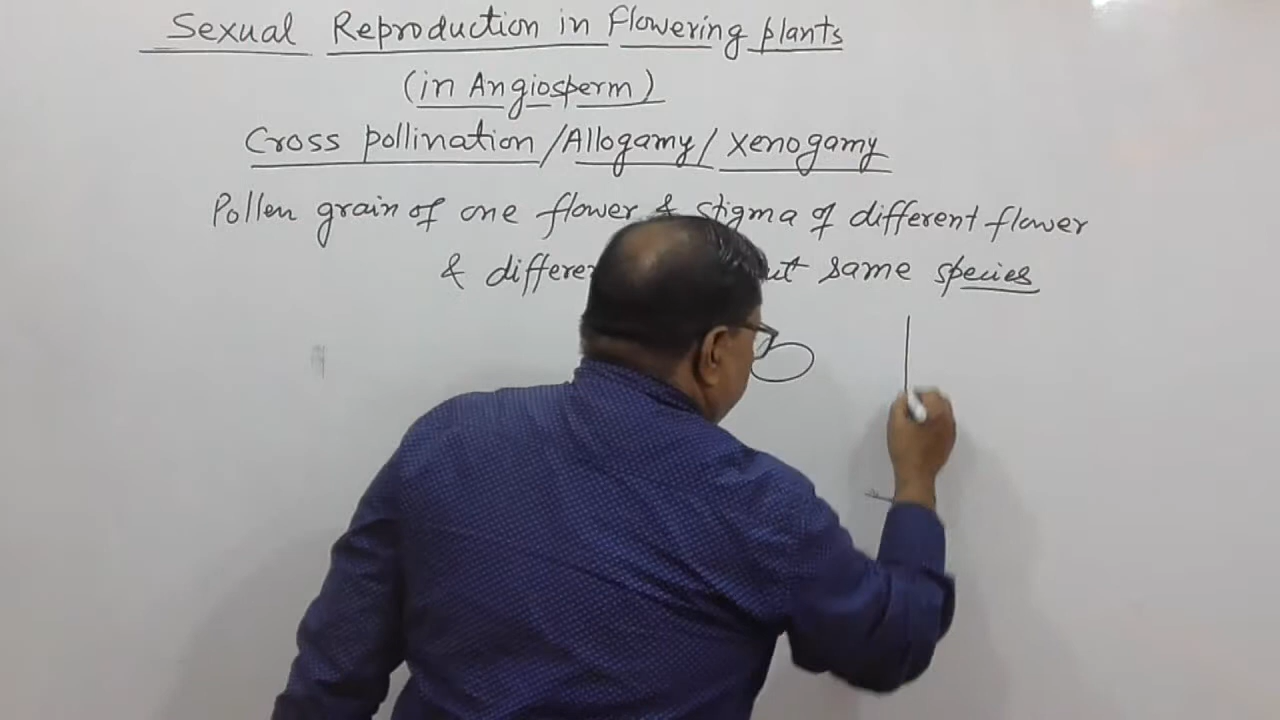 Sexual Reproduction in Flowering plants
(in Angiosperm)
Cross pollination/Allogamy/Xenogamy
Pollen grain of one flower & stigma of different flower
& same species